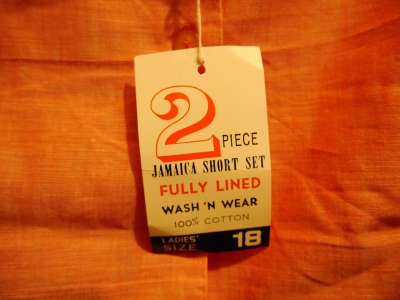 2 PIECE
JAMAICA SHORT SET
FULLY LINED
WASH 'N WEAR
100% COTTON
LADIES' SIZE 18